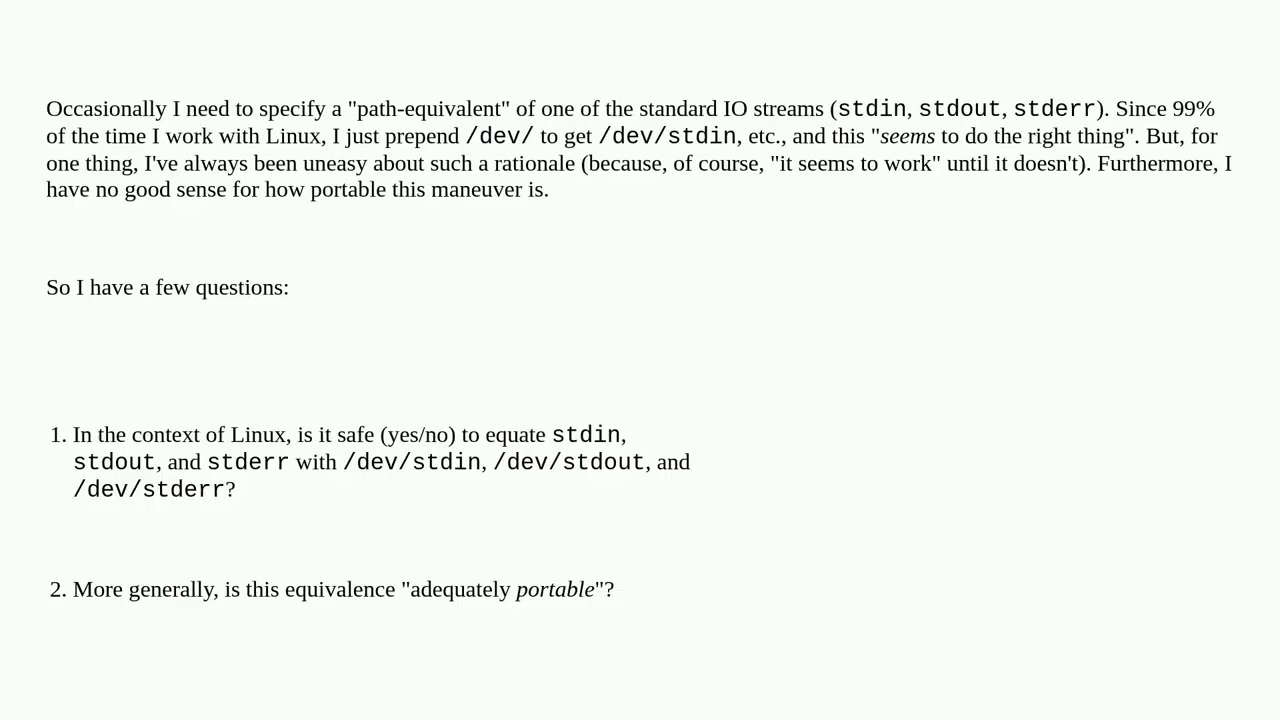 Occasionally I need to specify a "path-equivalent" of one of the standard IO streams (stdin, stdout, stderr). Since 99%
of the time I work with Linux, I just prepend /dev/ to get /dev/stdin, etc., and this "seems to do the right thing". But, for
one thing, I've always been uneasy about such a rationale (because, of course, "it seems to work" until it doesn't). Furthermore, I
have no good sense for how portable this maneuver is.
So I have a few questions:
1. In the context of Linux, is it safe (yes/no) to equate stdin,
stdout, and stderr with /dev/stdin, /dev/stdout, and
/dev/stderr?
2. More generally, is this equivalence "adequately portable"?